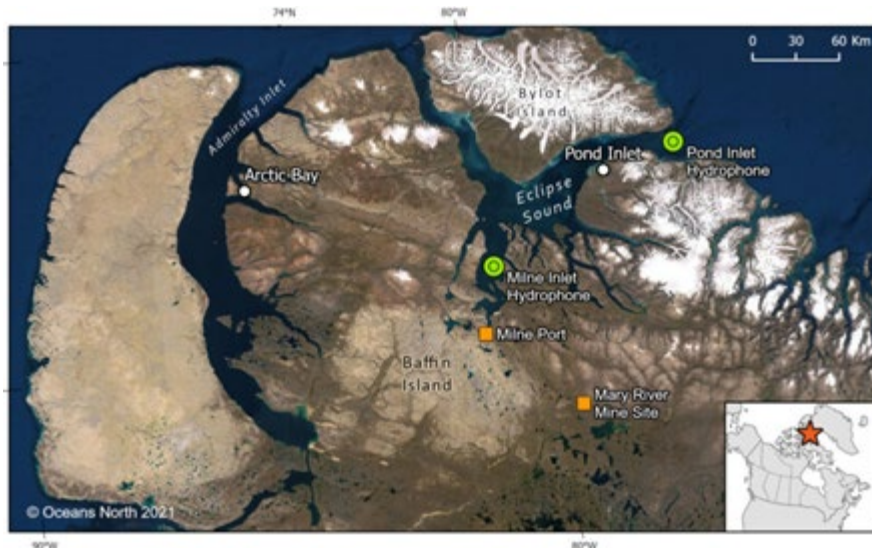 74°N
80°W
0 30 60 Km
Bylot
Island
Admiralty Inlet
Pond Inlet
Pond Inlet
Hydrophone
Arctic Bay
Eclipse
Sound
Milne Inlet
Hydrophone
Milne Port
Baffin
Island
Mary River
Mine Site
© Oceans North 2021
90°W
80°W